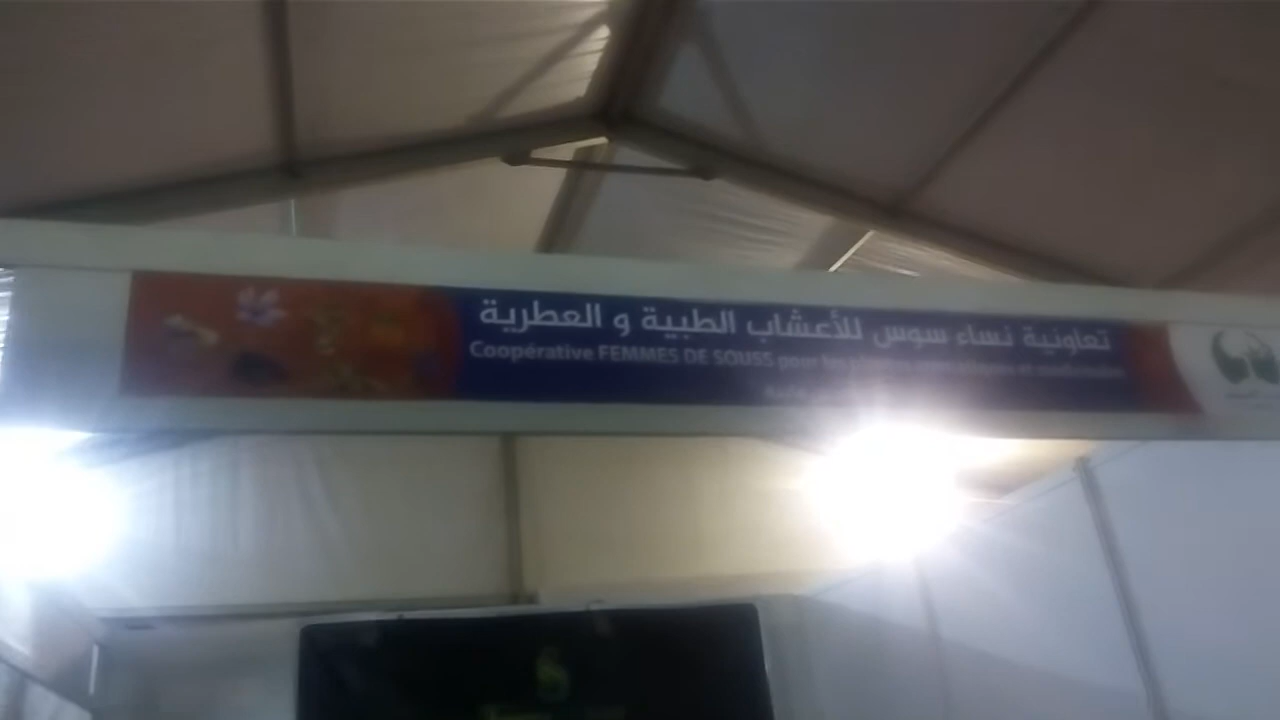 تعاونية نساء سوس للأعشاب الطبية و العطرية
Coopérative FEMMES DE SOUSS pour les plantes aromatiques et médicinales